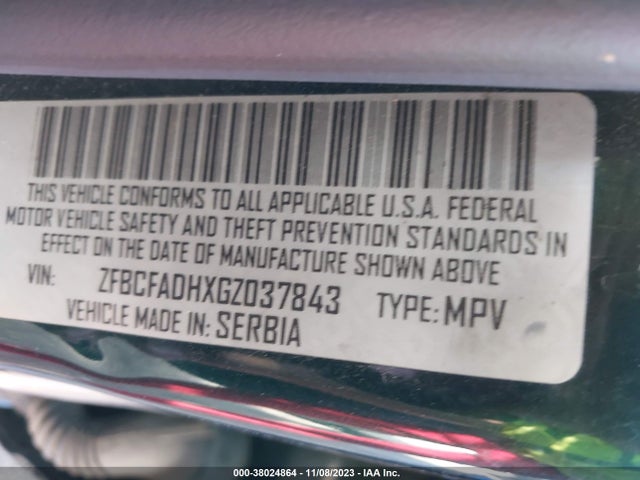 THIS VEHICLE CONFORMS TO ALL APPLICABLE U.S.A. FEDERAL
MOTOR VEHICLE SAFETY AND THEFT PREVENTION STANDARDS IN
EFFECT ON THE DATE OF MANUFACTURE SHOWN ABOVE
VIN: ZFBCFADHXGZ037843 TYPE: MPV
VEHICLE MADE IN: SERBIA
000-38024864 - 11/08/2023 - IAA Inc.